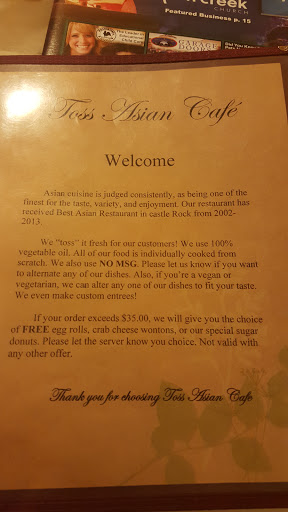 creek
CHURCH
Featured Business p. 15
GARAGE
DOOR
Toss Asian Café
Welcome
Asian cuisine is judged consistently, as being one of the
finest for the taste, variety, and enjoyment. Our restaurant has
received Best Asian Restaurant in castle Rock from 2002-
2013.
We "toss" it fresh for our customers! We use 100%
vegetable oil. All of our food is individually cooked from
scratch. We also use NO MSG. Please let us know if you want
to alternate any of our dishes. Also, if you're a vegan or
vegetarian, we can alter any one of our dishes to fit your taste.
We even make custom entrees!
If your order exceeds $35.00, we will give you the choice
of FREE egg rolls, crab cheese wontons, or our special sugar
donuts. Please let the server know you choice. Not valid with
any other offer.
Thank you for choosing Toss Asian Cafe